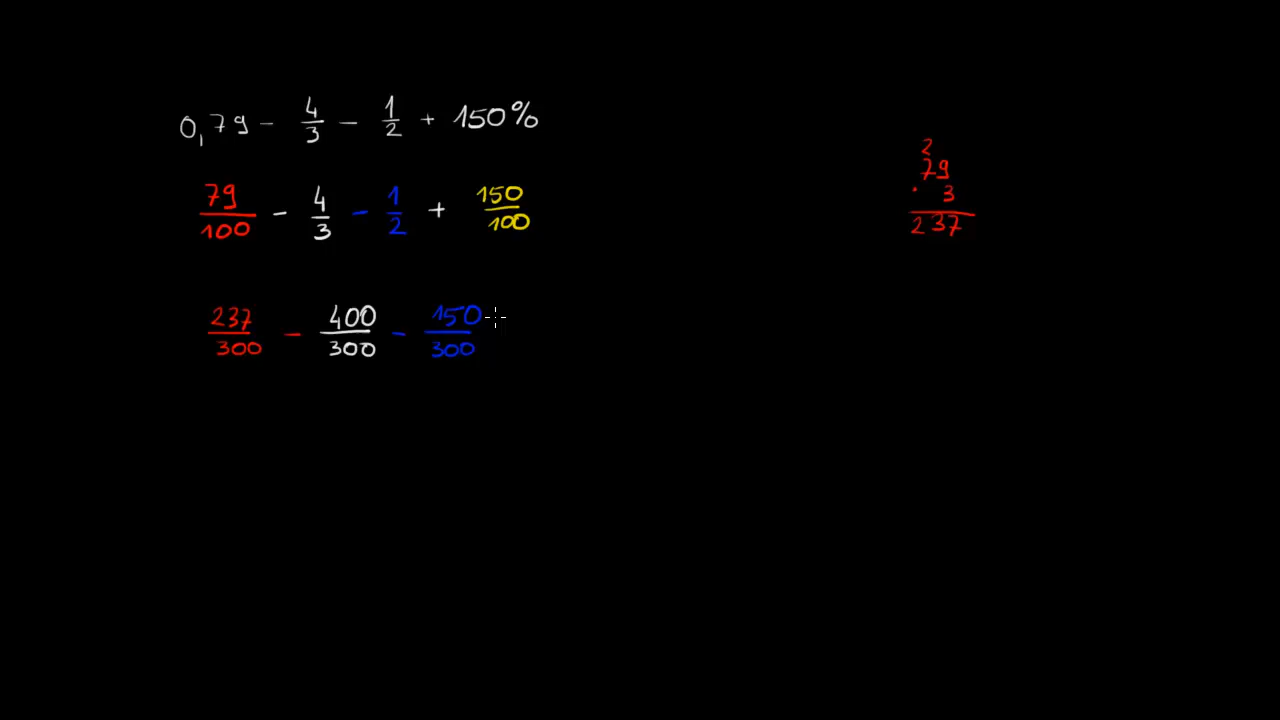 0,79 - 4/3 - 1/2 + 150%
79/100 - 4/3 - 1/2 + 150/100
237/300 - 400/300 - 150/300
2
79
. 3
237